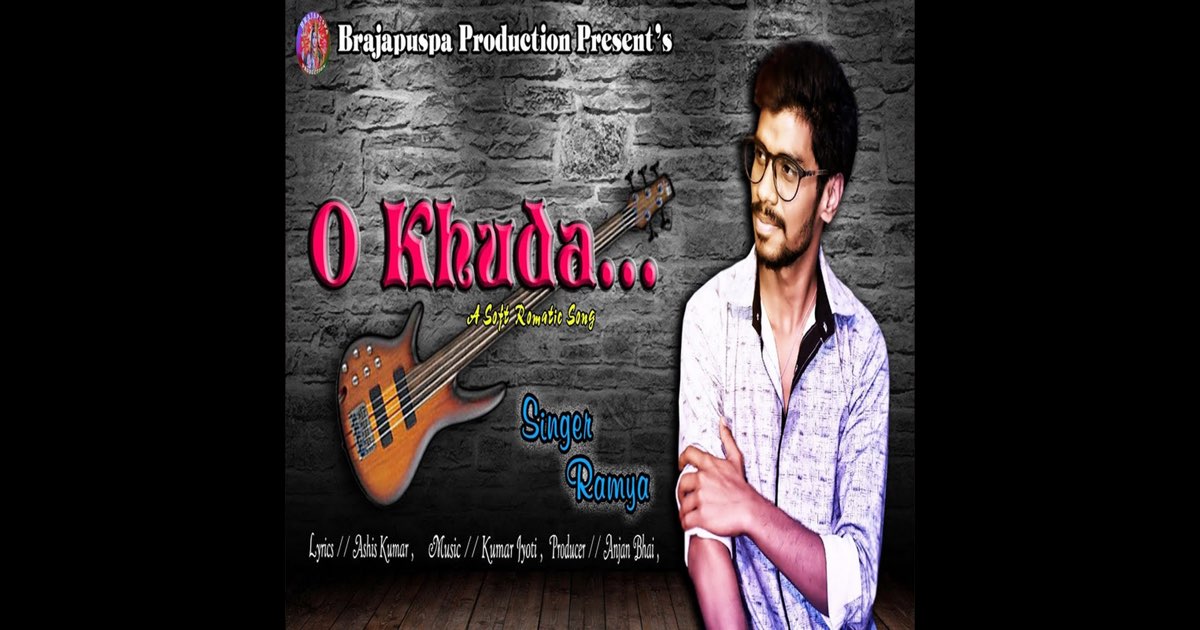 Brajapuspa Production Present's
O Khuda...
A Soft Romatic Song
Singer
Ramya
Lyrics // Ashis Kumar , Music // Kumar Jyoti , Producer // Anjan Bhai ,